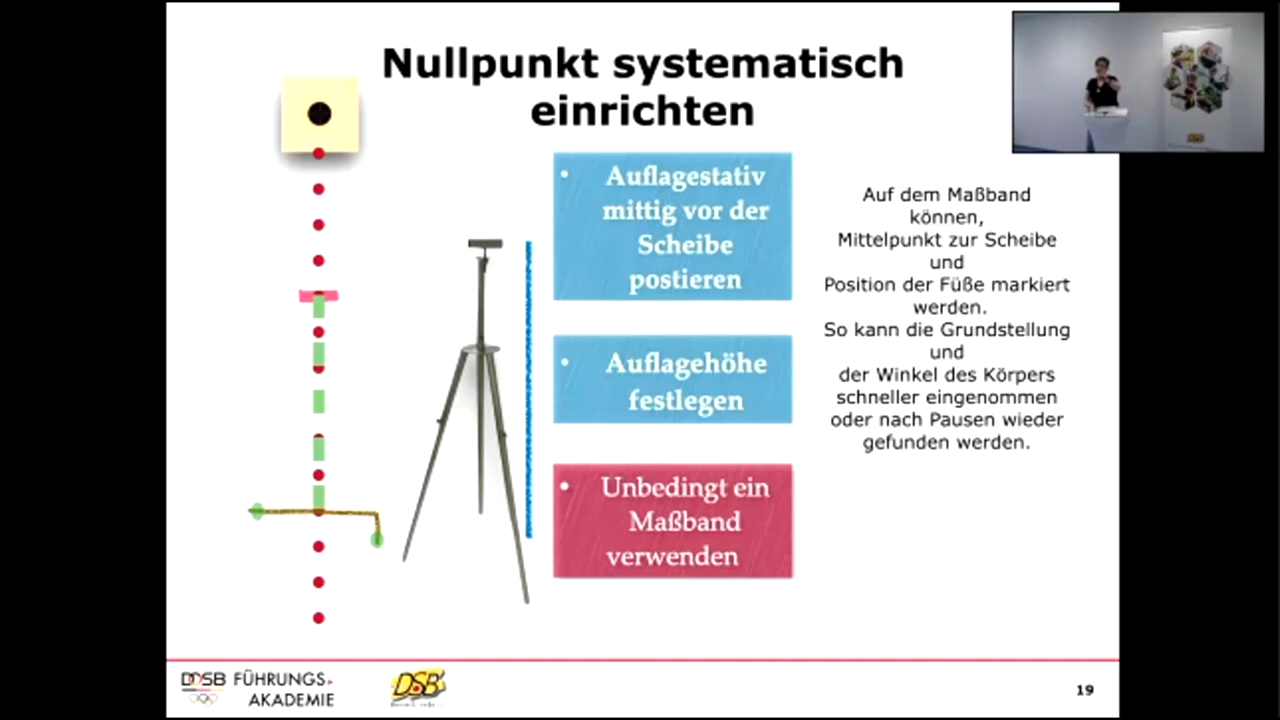 Nullpunkt systematisch
einrichten
• Auflagestativ
mittig vor der
Scheibe
postieren
• Auflagehöhe
festlegen
• Unbedingt ein
Maßband
verwenden
Auf dem Maßband
können,
Mittelpunkt zur Scheibe
und
Position der Füße markiert
werden.
So kann die Grundstellung
und
der Winkel des Körpers
schneller eingenommen
oder nach Pausen wieder
gefunden werden.
DOSB FÜHRUNGS
AKADEMIE
DSB
19